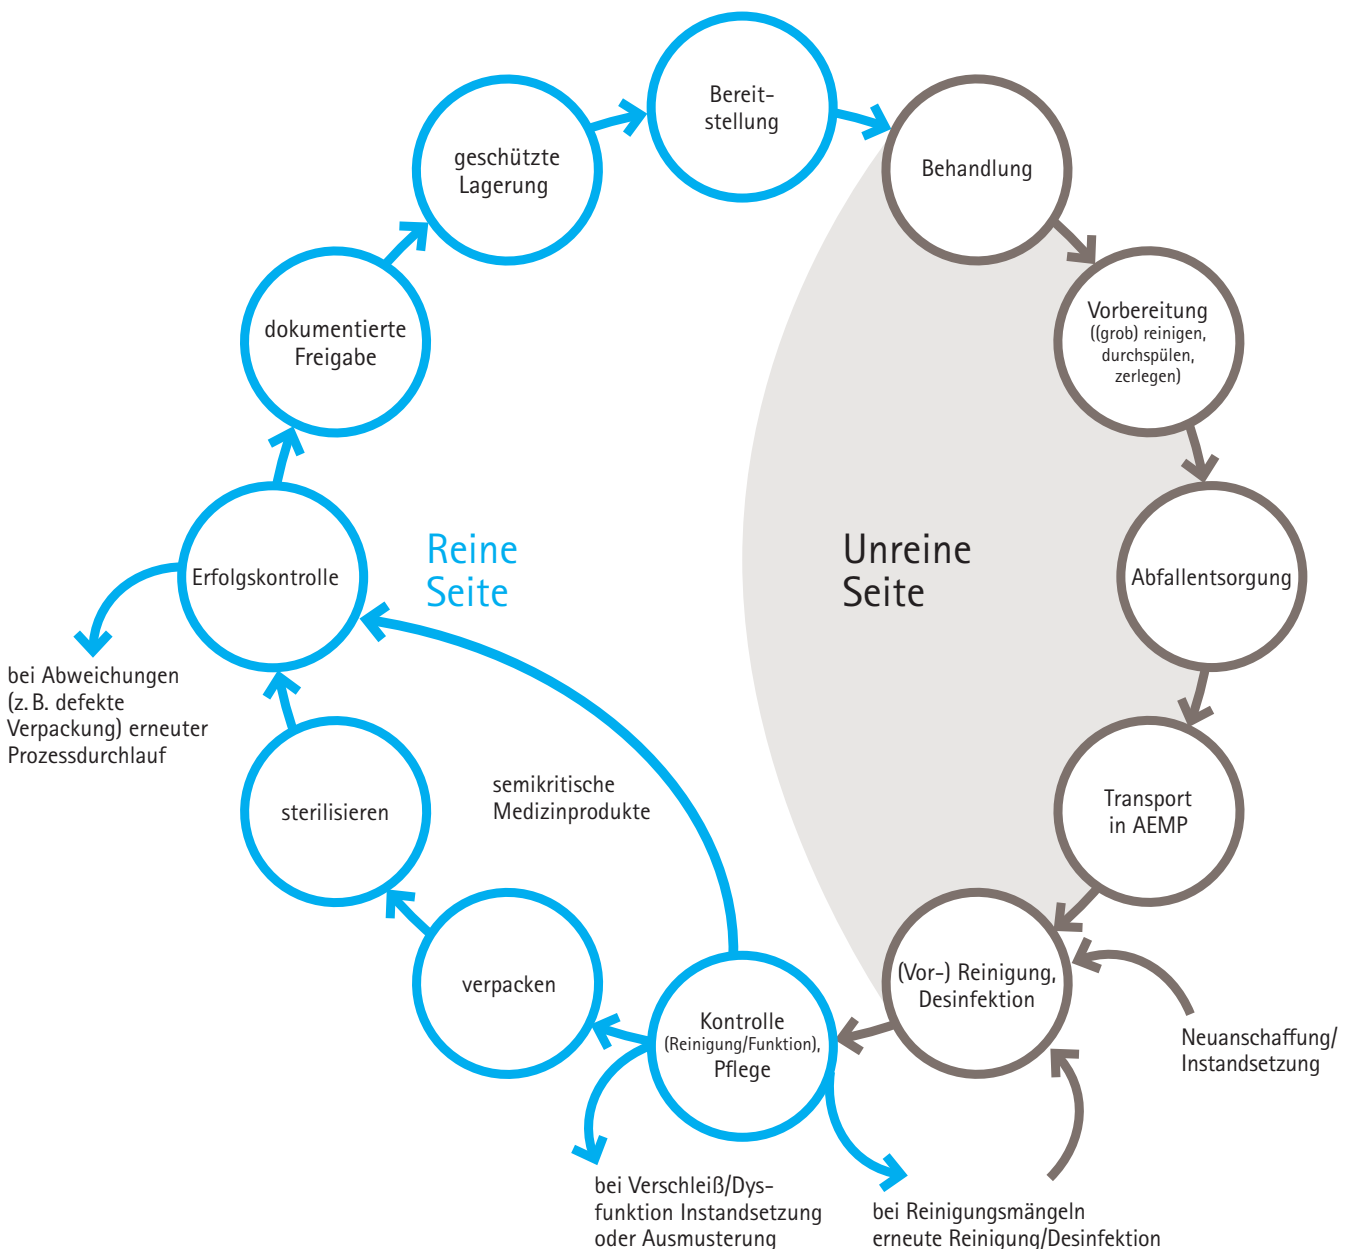 Bereit-
stellung
Behandlung
Vorbereitung
((grob) reinigen,
durchspülen,
zerlegen)
Abfallentsorgung
Transport
in AEMP
(Vor-) Reinigung,
Desinfektion
Neuanschaffung/
Instandsetzung
bei Reinigungsmängeln
erneute Reinigung/Desinfektion
Kontrolle
(Reinigung/Funktion),
Pflege
bei Verschleiß/Dys-
funktion Instandsetzung
oder Ausmusterung
verpacken
sterilisieren
semikritische
Medizinprodukte
Erfolgskontrolle
bei Abweichungen
(z. B. defekte
Verpackung) erneuter
Prozessdurchlauf
dokumentierte
Freigabe
geschützte
Lagerung
Reine
Seite
Unreine
Seite